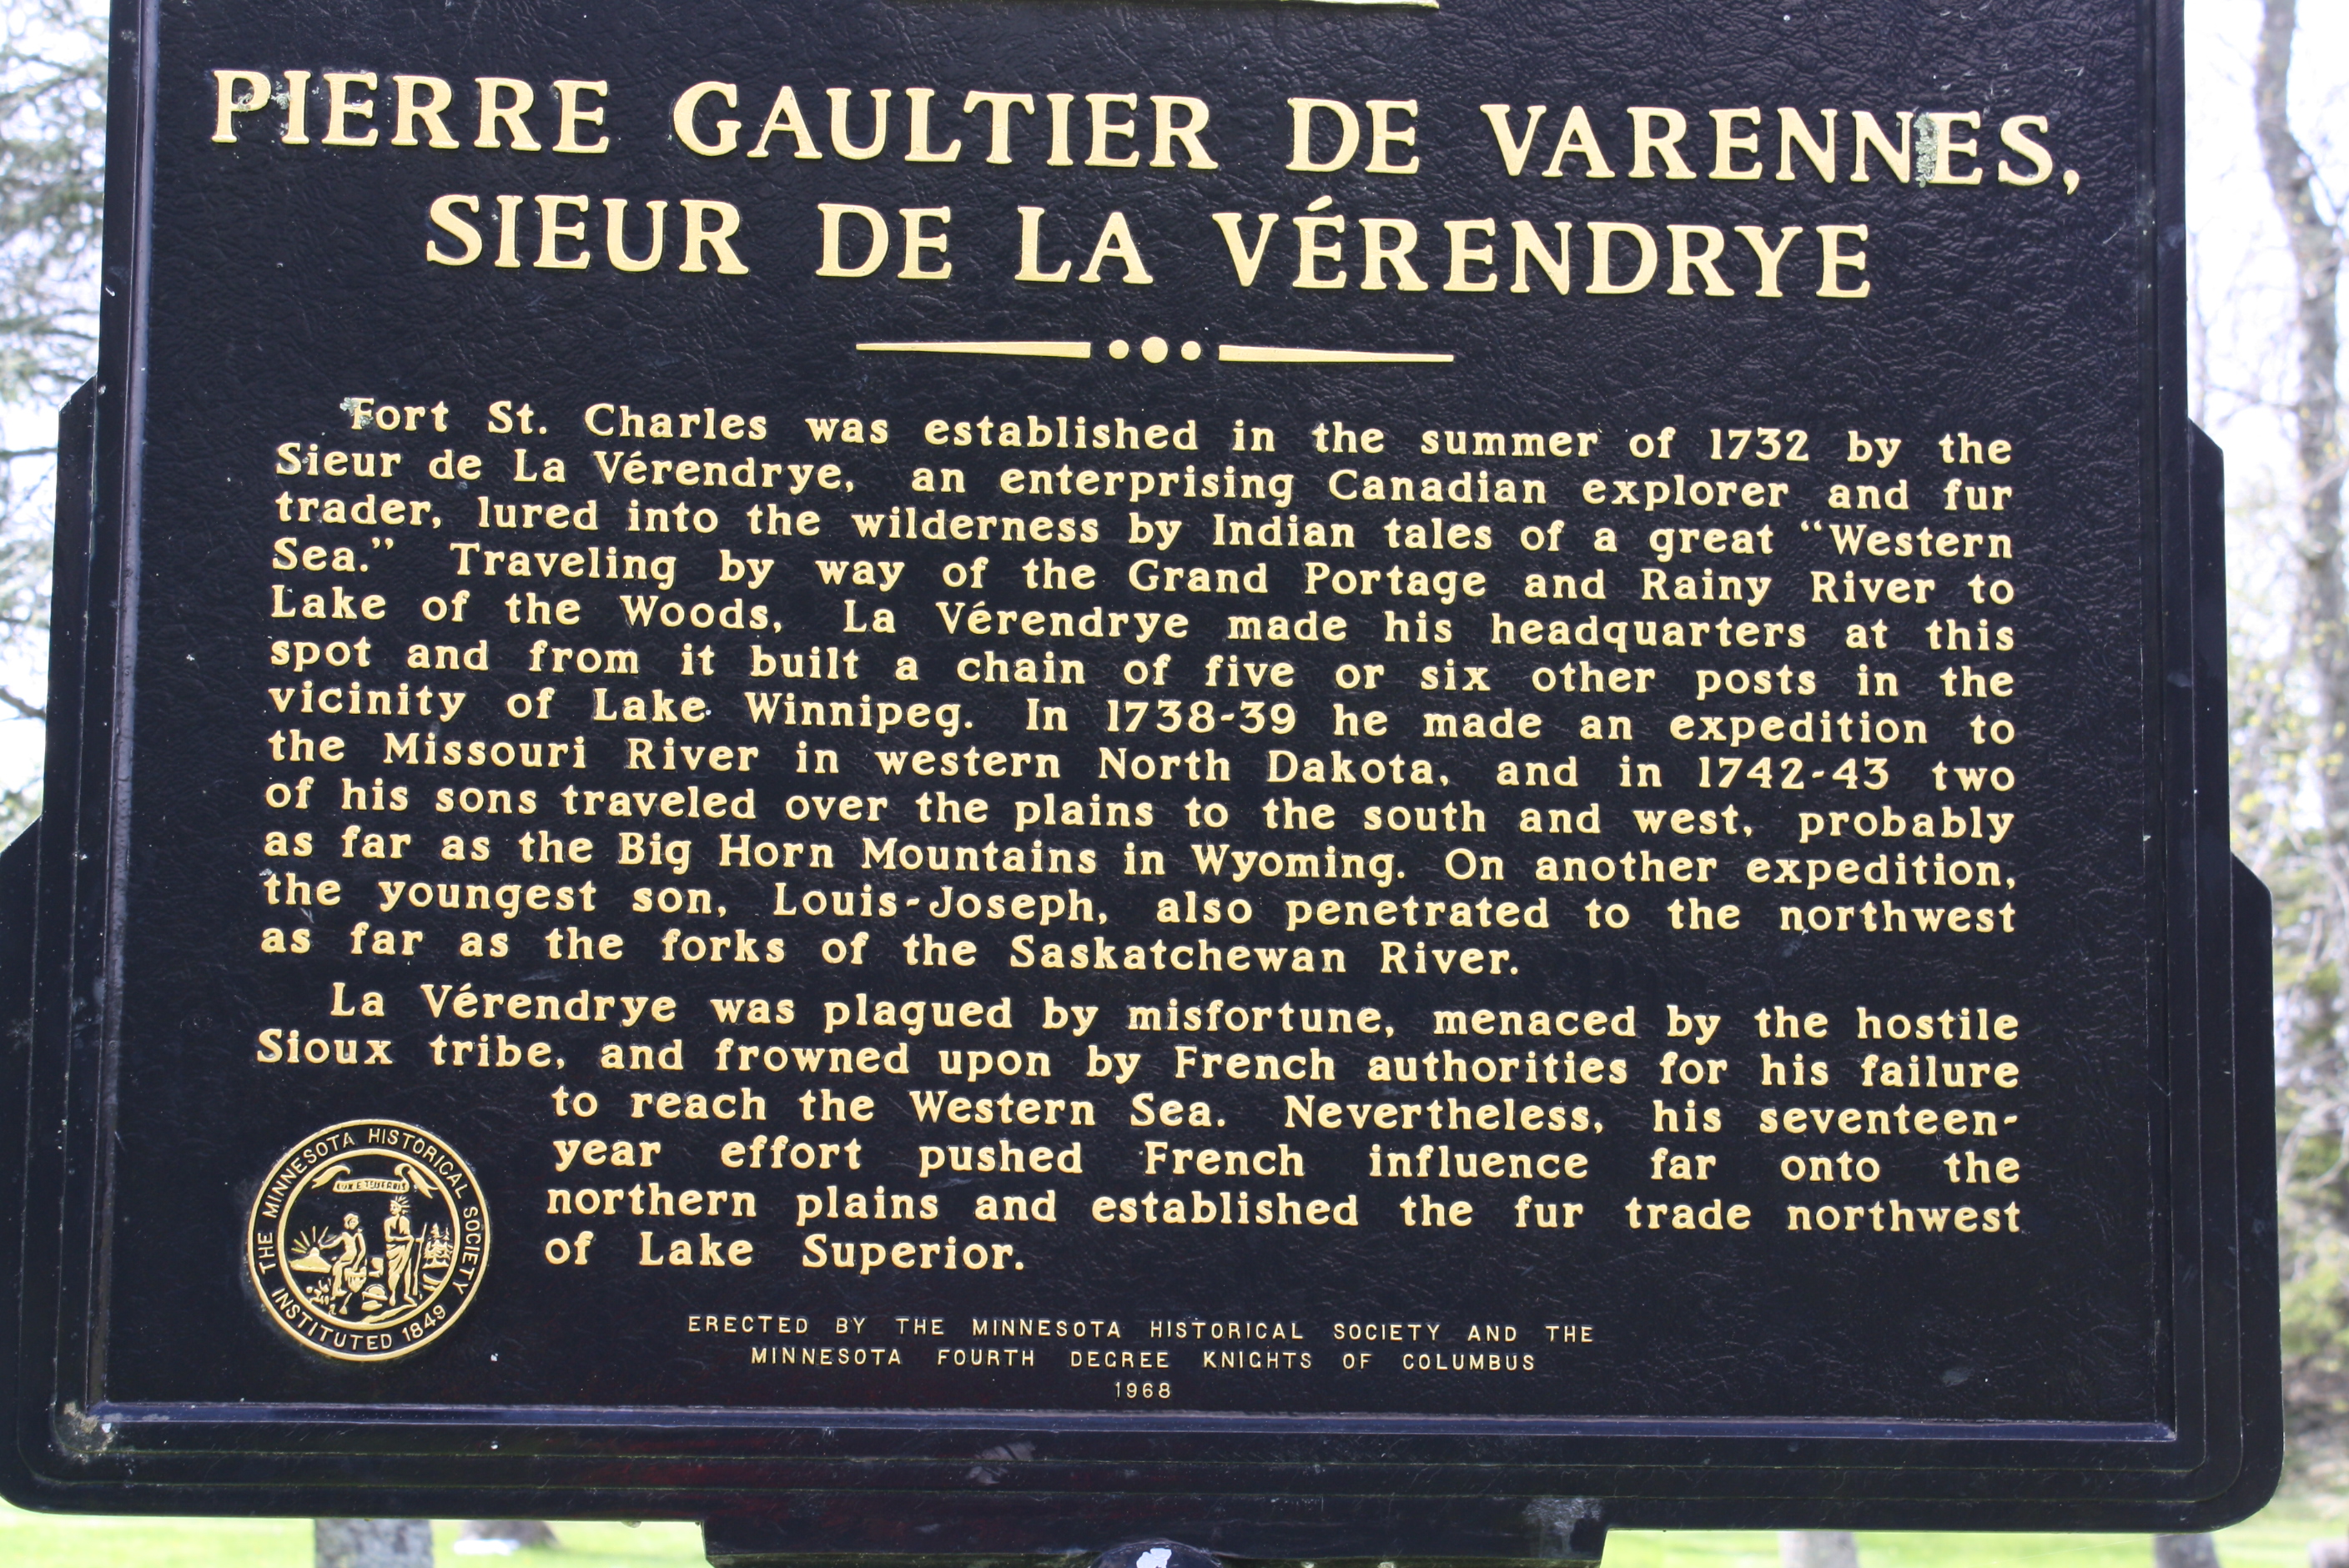 PIERRE GAULTIER DE VARENNES,
SIEUR DE LA VÉRENDRYE
Fort St. Charles was established in the summer of 1732 by the
Sieur de La Vérendrye, an enterprising Canadian explorer and fur
trader, lured into the wilderness by Indian tales of a great “Western
Sea.” Traveling by way of the Grand Portage and Rainy River to
Lake of the Woods, La Vérendrye made his headquarters at this
spot and from it built a chain of five or six other posts in the
vicinity of Lake Winnipeg. In 1738-39 he made an expedition to
the Missouri River in western North Dakota, and in 1742-43 two
of his sons traveled over the plains to the south and west, probably
as far as the Big Horn Mountains in Wyoming. On another expedition,
the youngest son, Louis-Joseph, also penetrated to the northwest
as far as the forks of the Saskatchewan River.
La Vérendrye was plagued by misfortune, menaced by the hostile
Sioux tribe, and frowned upon by French authorities for his failure
to reach the Western Sea. Nevertheless, his seventeen-
year effort pushed French influence far onto the
northern plains and established the fur trade northwest
of Lake Superior.
THE MINNESOTA HISTORICAL SOCIETY
INSTITUTED 1849
ERECTED BY THE MINNESOTA HISTORICAL SOCIETY AND THE
MINNESOTA FOURTH DEGREE KNIGHTS OF COLUMBUS
1968